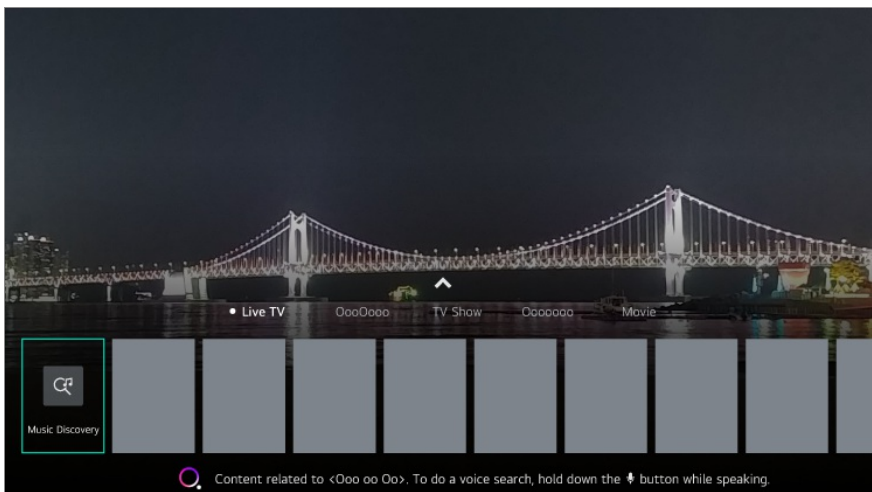 Live TV OooOooo TV Show Ooooooo Movie
Music Discovery
Content related to <Ooo oo Oo>. To do a voice search, hold down the button while speaking.